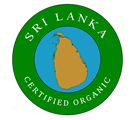 SRI LANKA
CERTIFIED ORGANIC